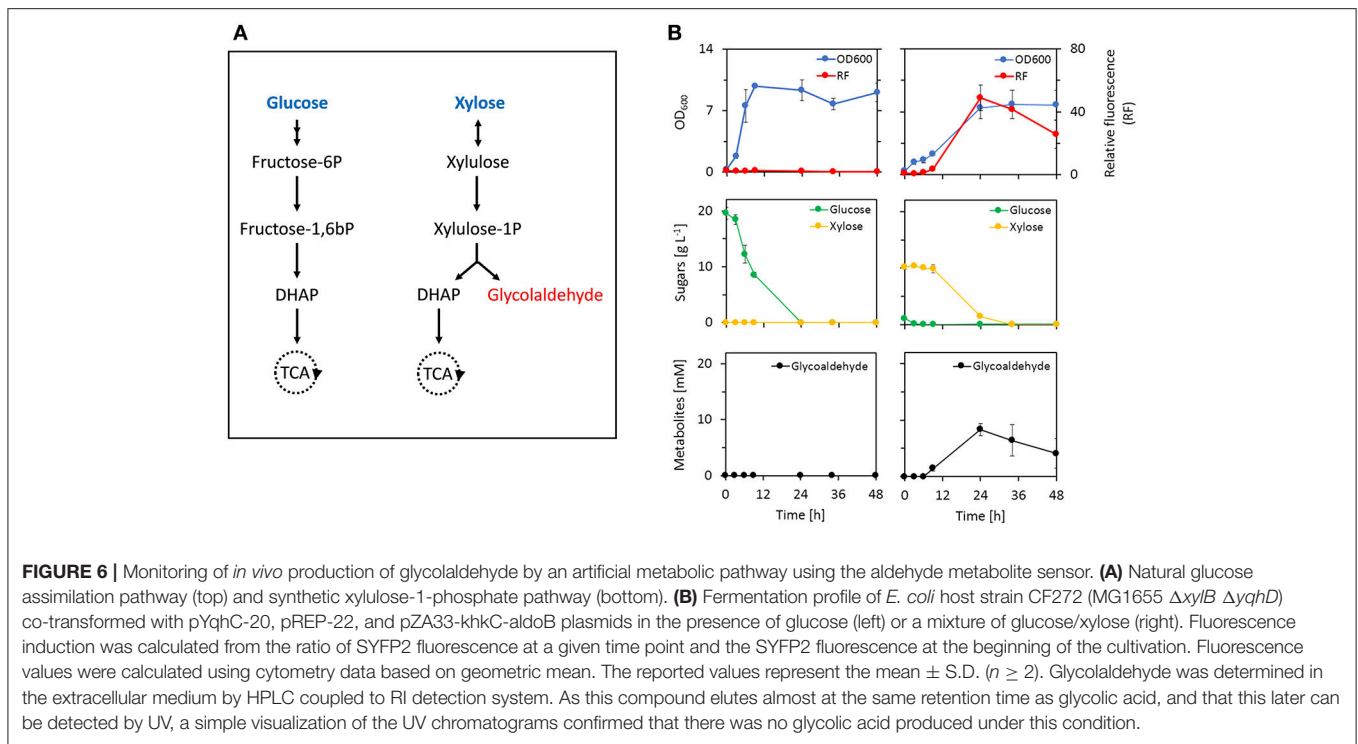 A
Glucose
Fructose-6P
Fructose-1,6bP
DHAP
TCA
Xylose
Xylulose
Xylulose-1P
DHAP
Glycolaldehyde
TCA
B
OD600
14
7
0
OD600
RF
OD600
RF
80
40
0
Relative fluorescence
(RF)
Sugars [g L-1]
20
10
0
Glucose
Xylose
Glucose
Xylose
Metabolites [mM]
20
10
0
Glycoaldehyde
Glycoaldehyde
0 12 24 36 48
Time [h]
0 12 24 36 48
Time [h]
FIGURE 6 | Monitoring of in vivo production of glycolaldehyde by an artificial metabolic pathway using the aldehyde metabolite sensor. (A) Natural glucose
assimilation pathway (top) and synthetic xylulose-1-phosphate pathway (bottom). (B) Fermentation profile of E. coli host strain CF272 (MG1655 ΔxylB ΔyqhD)
co-transformed with pYqhC-20, pREP-22, and pZA33-khkC-aldoB plasmids in the presence of glucose (left) or a mixture of glucose/xylose (right). Fluorescence
induction was calculated from the ratio of SYFP2 fluorescence at a given time point and the SYFP2 fluorescence at the beginning of the cultivation. Fluorescence
values were calculated using cytometry data based on geometric mean. The reported values represent the mean ± S.D. (n ≥ 2). Glycolaldehyde was determined in
the extracellular medium by HPLC coupled to RI detection system. As this compound elutes almost at the same retention time as glycolic acid, and that this later can
be detected by UV, a simple visualization of the UV chromatograms confirmed that there was no glycolic acid produced under this condition.